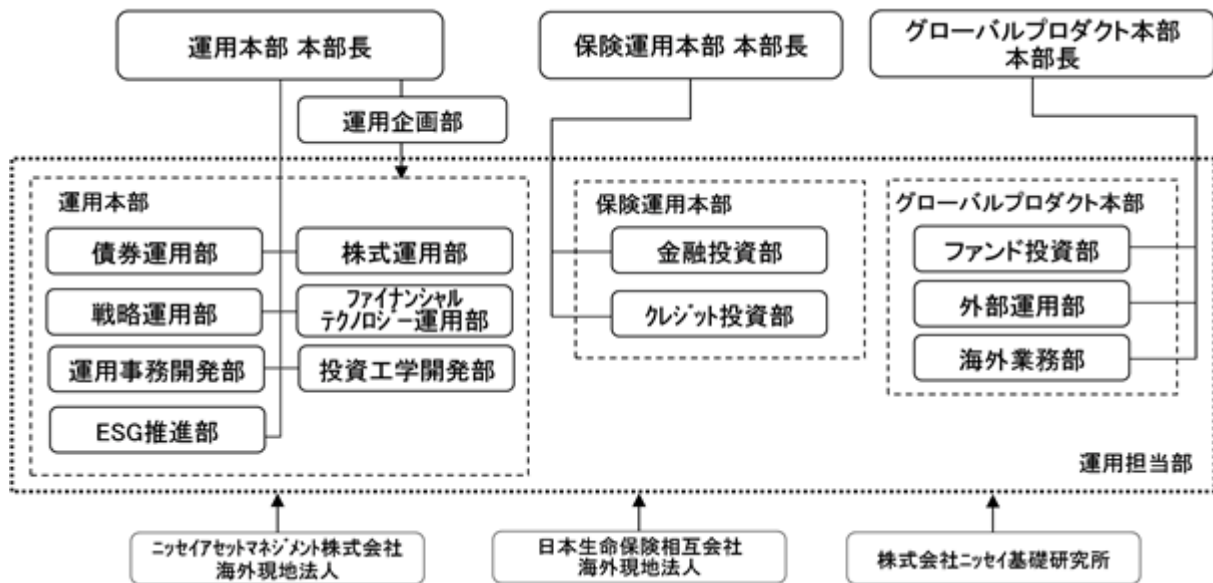 運用本部 本部長
保険運用本部 本部長
グローバルプロダクト本部
本部長
運用企画部
運用本部
債券運用部
株式運用部
戦略運用部
ファイナンシャル
テクノロジー運用部
運用事務開発部
投資工学開発部
ESG推進部
保険運用本部
金融投資部
クレジット投資部
グローバルプロダクト本部
ファンド投資部
外部運用部
海外業務部
運用担当部
ニッセイアセットマネジメント株式会社
海外現地法人
日本生命保険相互会社
海外現地法人
株式会社ニッセイ基礎研究所